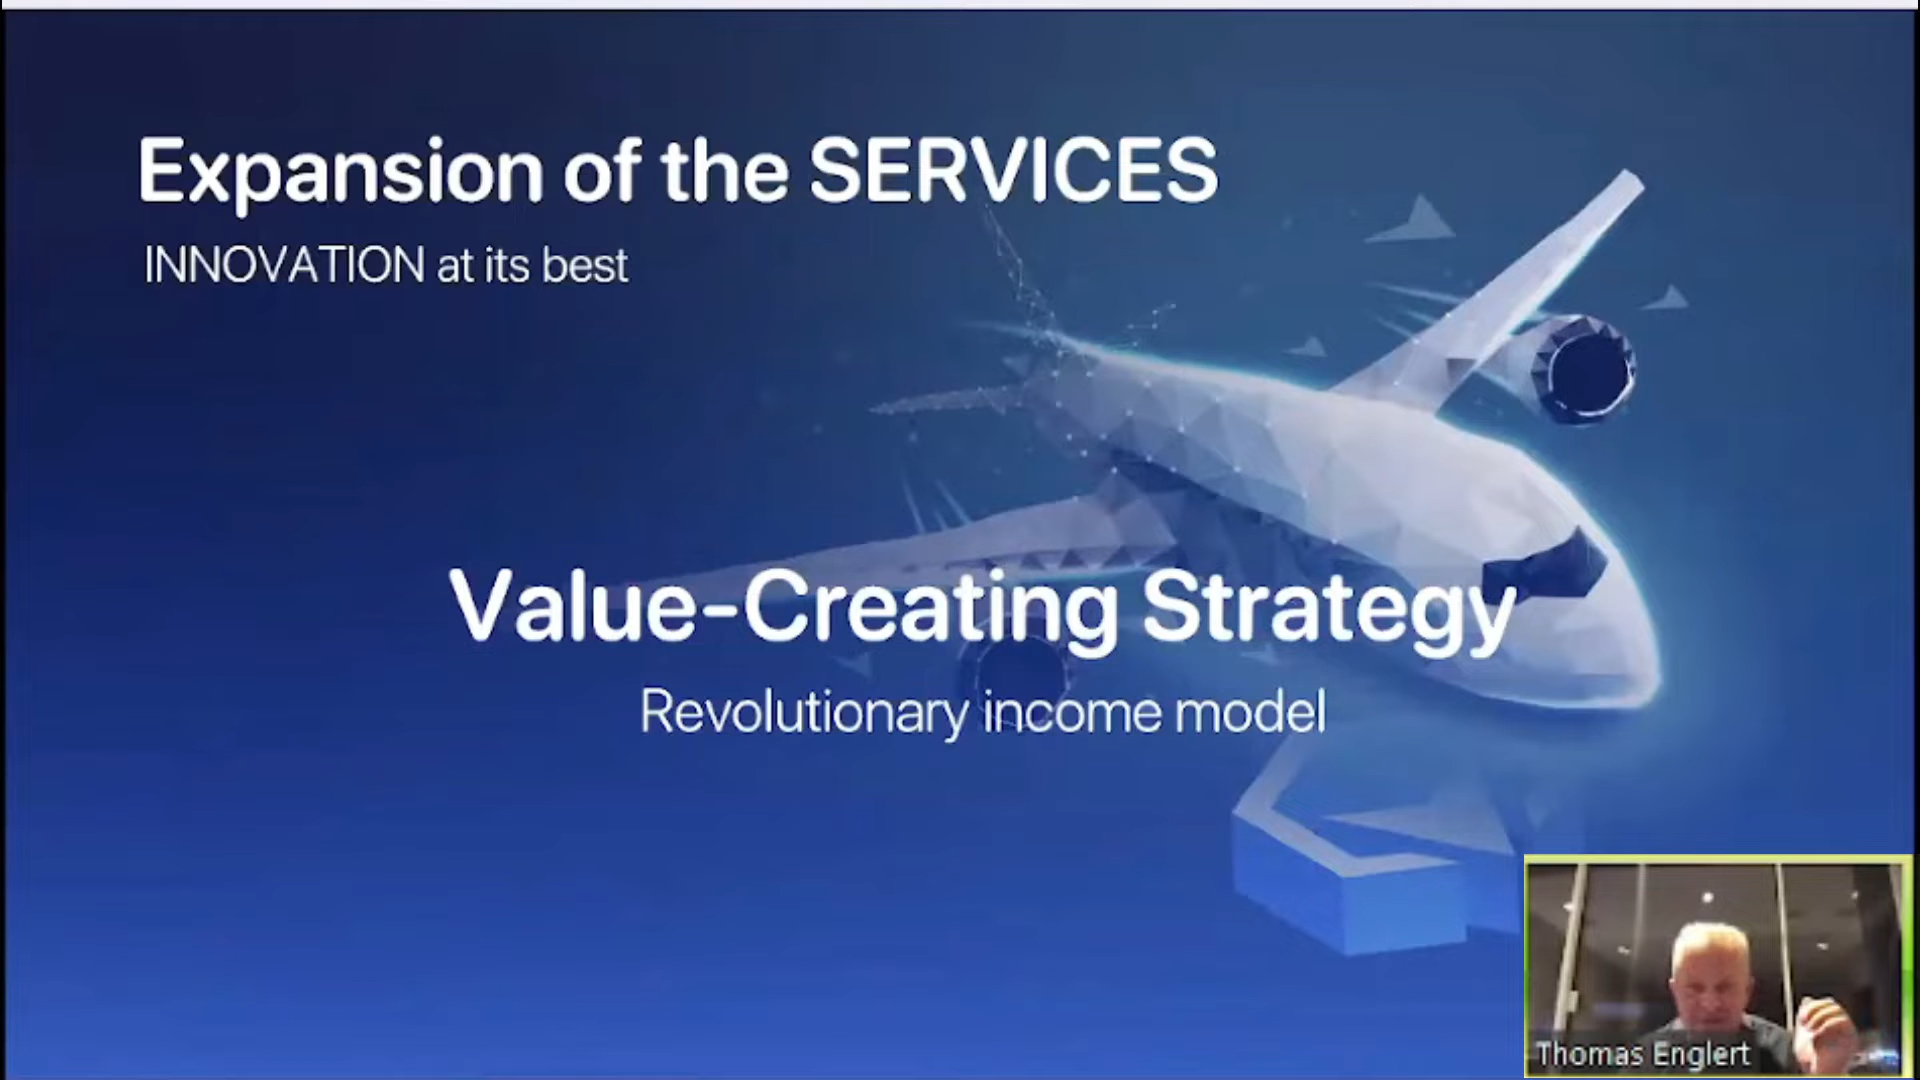 Expansion of the SERVICES
INNOVATION at its best
Value-Creating Strategy
Revolutionary income model
Thomas Englert